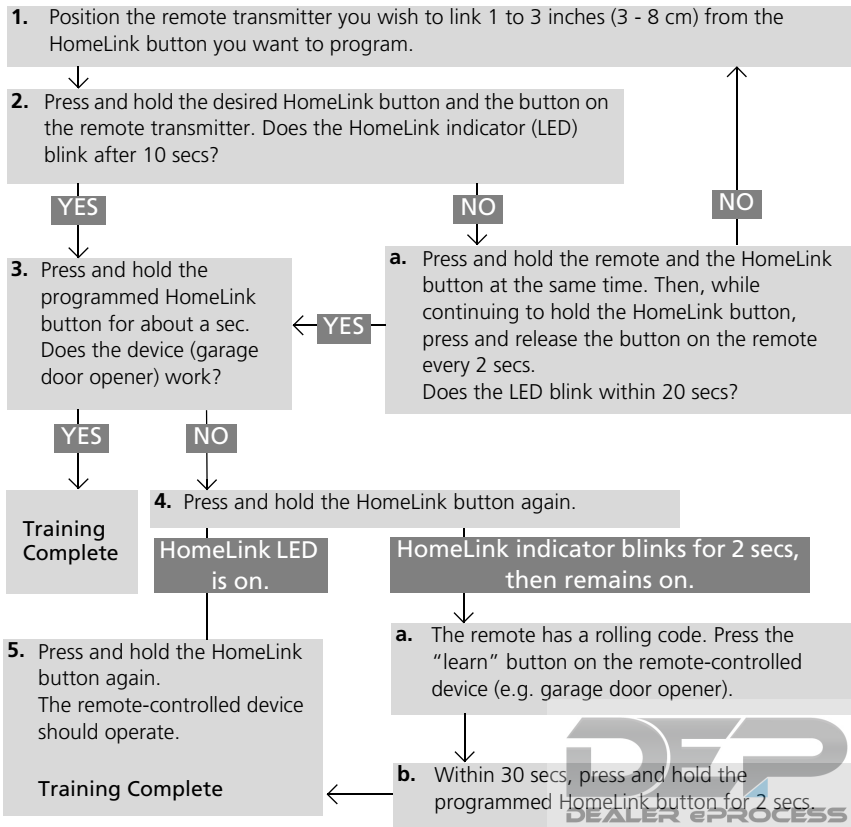 1. Position the remote transmitter you wish to link 1 to 3 inches (3 - 8 cm) from the
HomeLink button you want to program.
2. Press and hold the desired HomeLink button and the button on
the remote transmitter. Does the HomeLink indicator (LED)
blink after 10 secs?
YES
NO
NO
3. Press and hold the
programmed HomeLink
button for about a sec.
Does the device (garage
door opener) work?
YES
a. Press and hold the remote and the HomeLink
button at the same time. Then, while
continuing to hold the HomeLink button,
press and release the button on the remote
every 2 secs.
Does the LED blink within 20 secs?
YES
NO
Training
Complete
4. Press and hold the HomeLink button again.
HomeLink LED
is on.
HomeLink indicator blinks for 2 secs,
then remains on.
5. Press and hold the HomeLink
button again.
The remote-controlled device
should operate.
Training Complete
a. The remote has a rolling code. Press the
“learn” button on the remote-controlled
device (e.g. garage door opener).
b. Within 30 secs, press and hold the
programmed HomeLink button for 2 secs.
DEP
DEALER ePROCESS